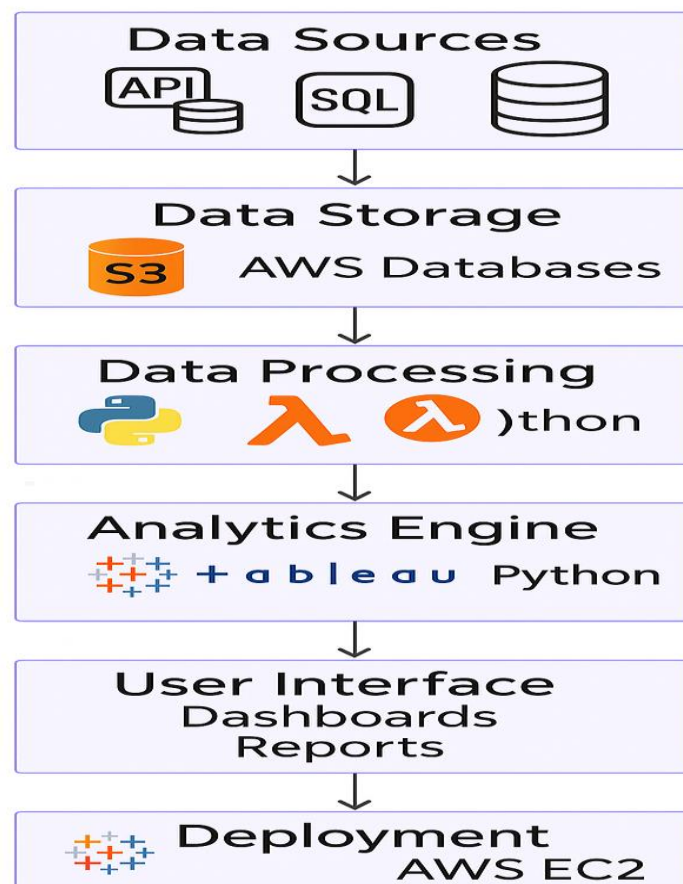 Data Sources
API SQL
Data Storage
S3 AWS Databases
Data Processing
)thon
Analytics Engine
+ableau Python
User Interface
Dashboards
Reports
Deployment
AWS EC2